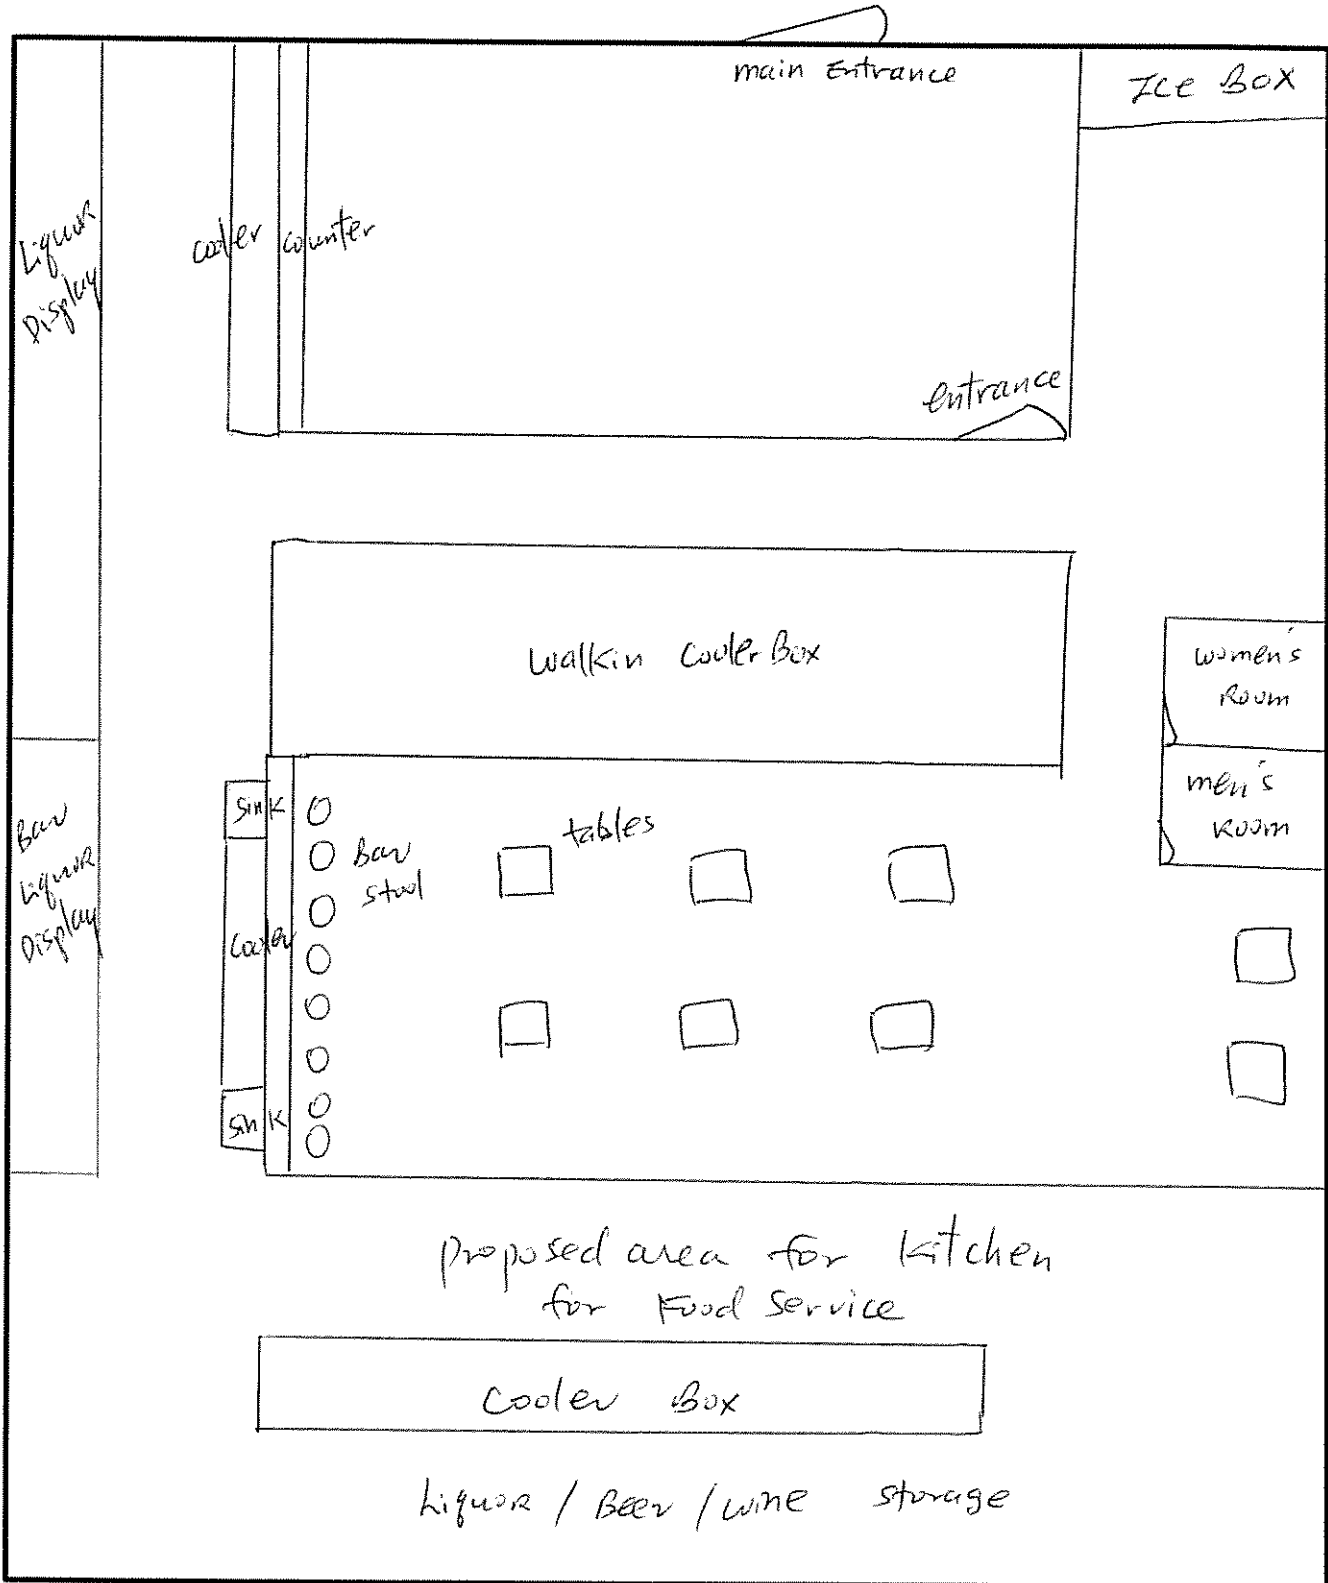 main Entrance
Ice Box
Liquor
Display
cooler
counter
entrance
Walkin Cooler Box
women's
Room
men's
Room
Sink
Bar
Stool
tables
Bar
Liquor
Display
Cooler
Sink
proposed area for Kitchen
for Food Service
Cooler Box
Liquor / Beer / wine storage